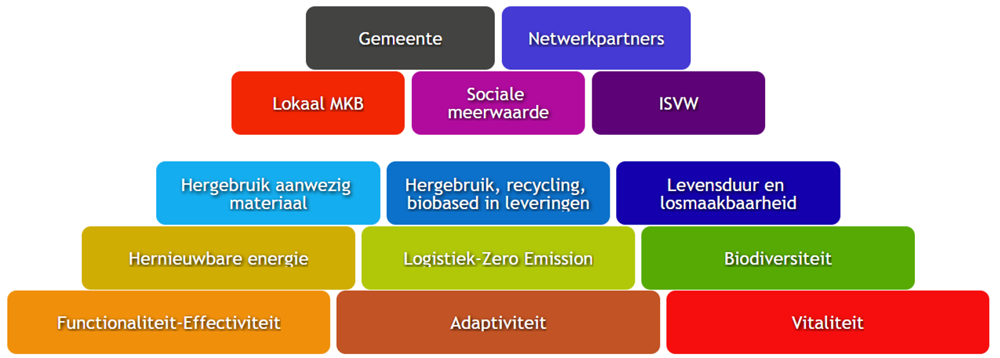 Gemeente
Netwerkpartners
Lokaal MKB
Sociale
meerwaarde
ISVW
Hergebruik aanwezig
materiaal
Hergebruik, recycling,
biobased in leveringen
Levensduur en
losmaakbaarheid
Hernieuwbare energie
Logistiek-Zero Emission
Biodiversiteit
Functionaliteit-Effectiviteit
Adaptiviteit
Vitaliteit